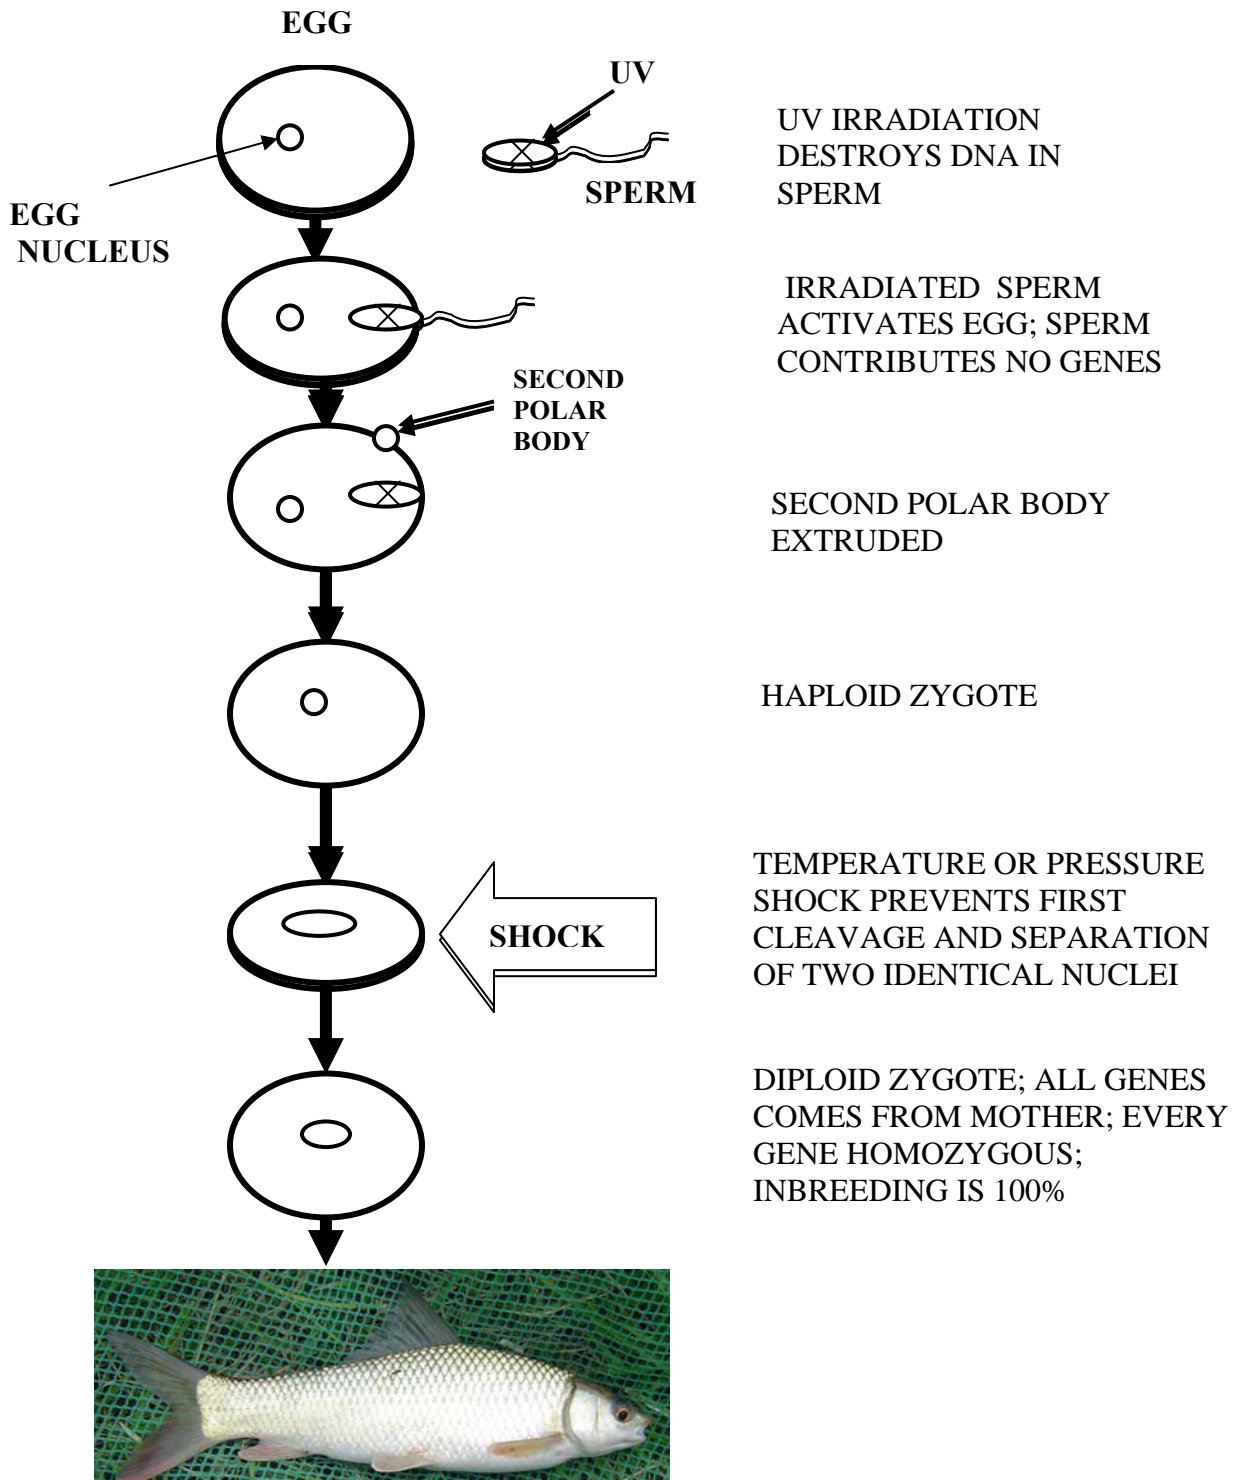 EGG
UV
UV IRRADIATION
DESTROYS DNA IN
SPERM
SPERM
EGG
NUCLEUS
IRRADIATED SPERM
ACTIVATES EGG; SPERM
CONTRIBUTES NO GENES
SECOND
POLAR
BODY
SECOND POLAR BODY
EXTRUDED
HAPLOID ZYGOTE
TEMPERATURE OR PRESSURE
SHOCK PREVENTS FIRST
CLEAVAGE AND SEPARATION
OF TWO IDENTICAL NUCLEI
SHOCK
DIPLOID ZYGOTE; ALL GENES
COMES FROM MOTHER; EVERY
GENE HOMOZYGOUS;
INBREEDING IS 100%